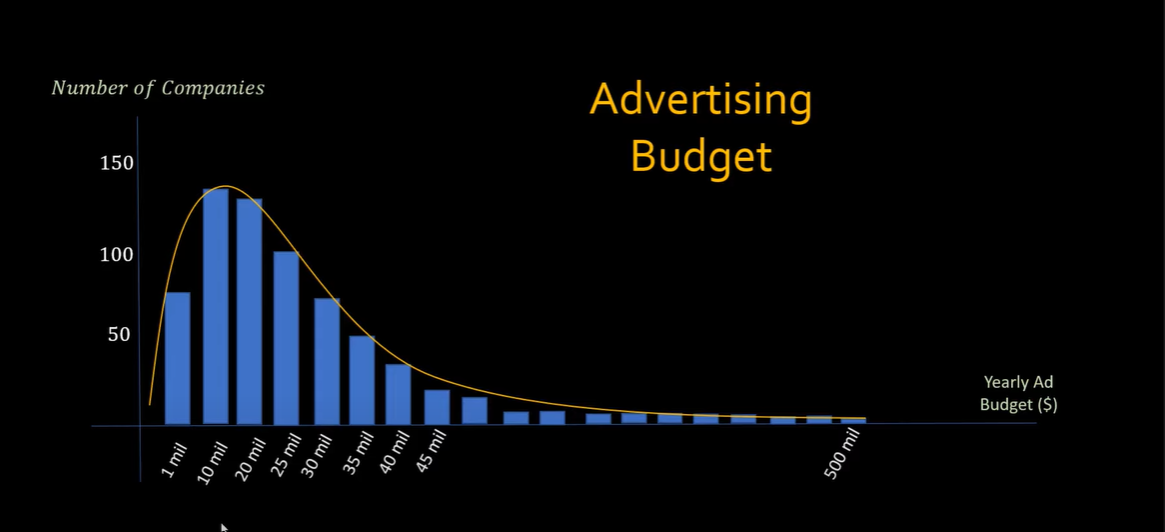 Number of Companies
Advertising
Budget
150
100
50
Yearly Ad
Budget ($)
1 mil
10 mil
20 mil
25 mil
30 mil
35 mil
40 mil
45 mil
500 mil